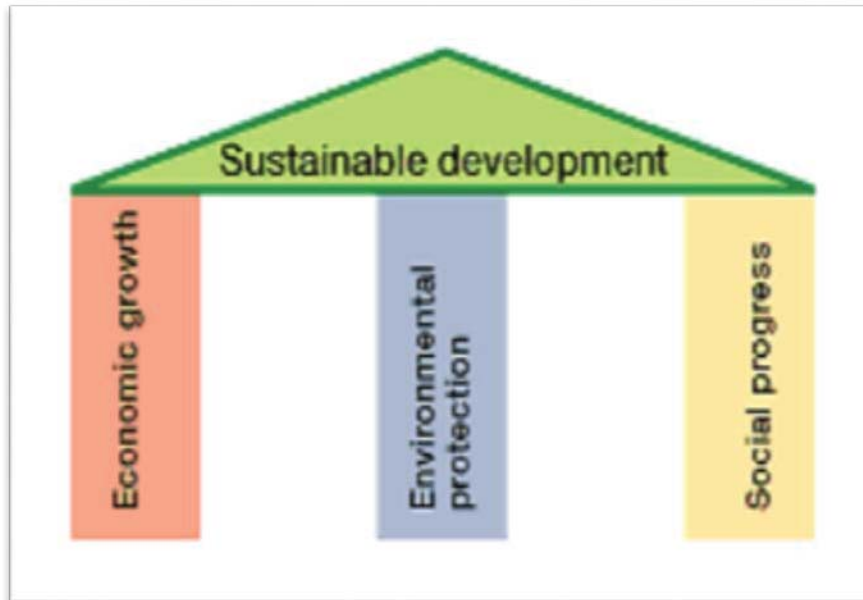 Sustainable development
Economic growth
Environmental
protection
Social progress